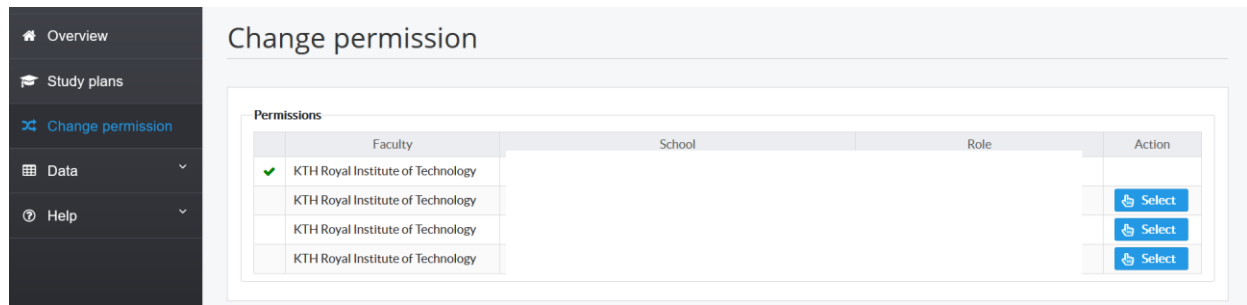 Overview
Study plans
Change permission
Data
Help
Change permission
Permissions
Faculty School Role Action
KTH Royal Institute of Technology
KTH Royal Institute of Technology Select
KTH Royal Institute of Technology Select
KTH Royal Institute of Technology Select